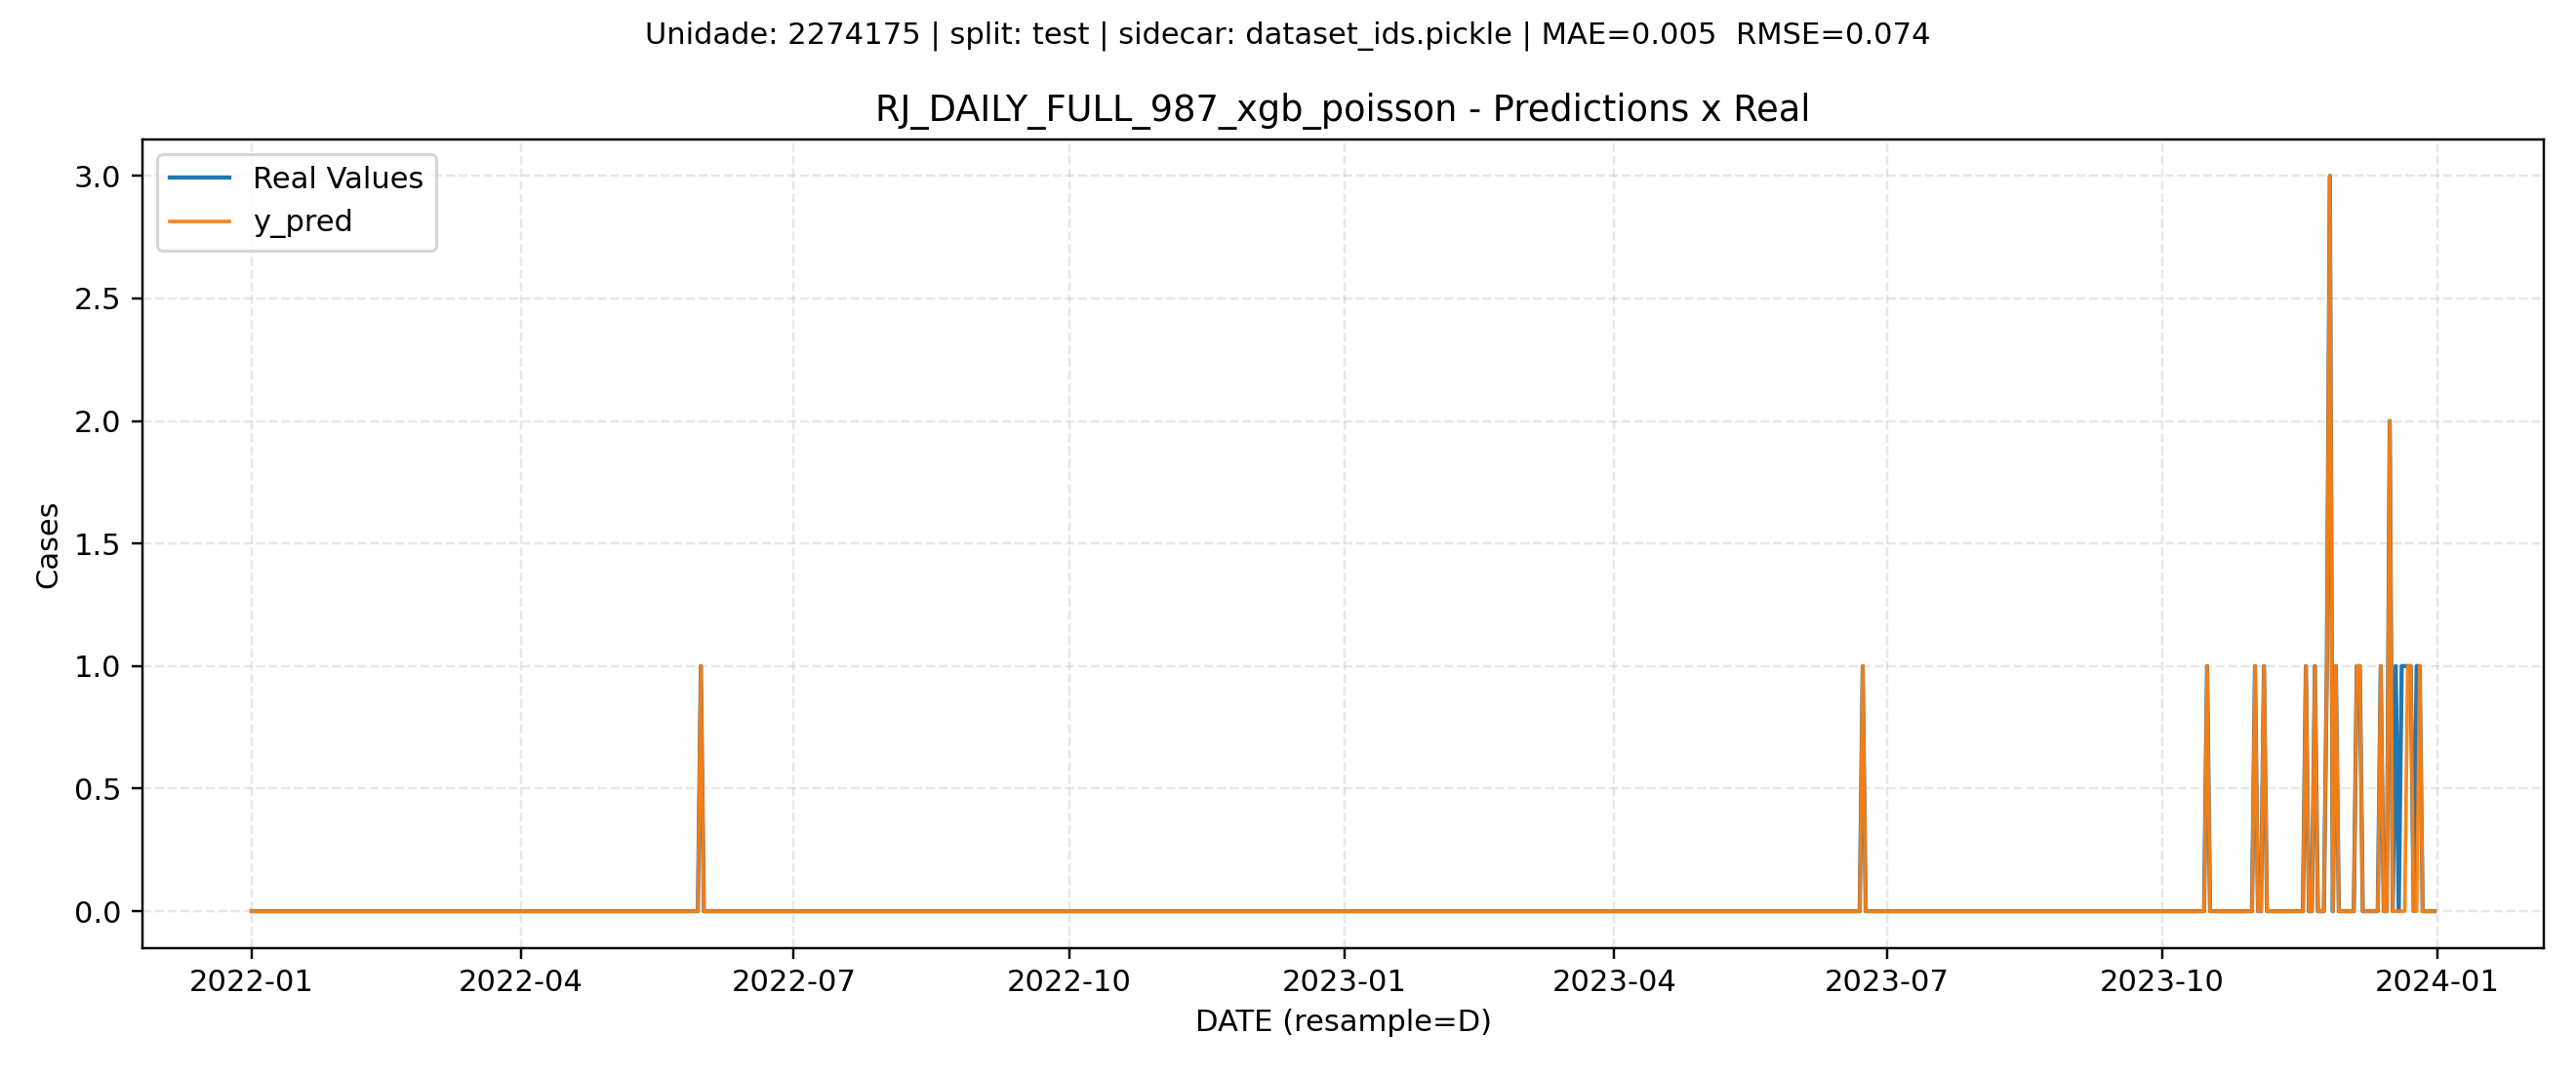 Unidade: 2274175 | split: test | sidecar: dataset_ids.pickle | MAE=0.005  RMSE=0.074
RJ_DAILY_FULL_987_xgb_poisson - Predictions x Real
Real Values
y_pred
3.0
2.5
2.0
1.5
1.0
0.5
0.0
Cases
2022-01
2022-04
2022-07
2022-10
2023-01
2023-04
2023-07
2023-10
2024-01
DATE (resample=D)